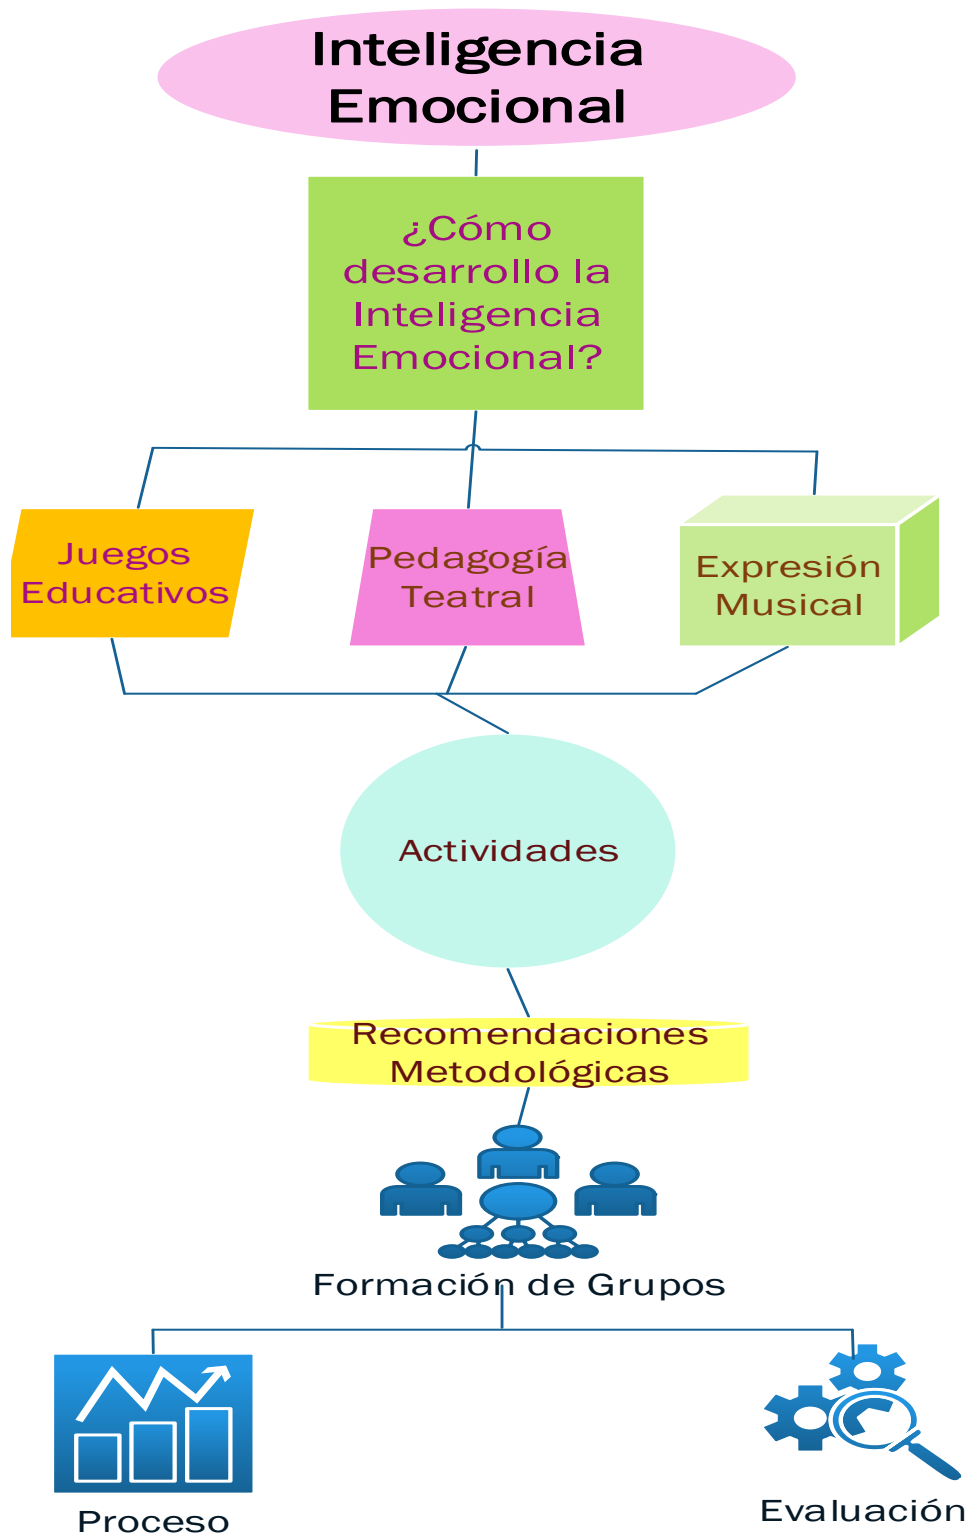 Inteligencia
Emocional
¿Cómo
desarrollo la
Inteligencia
Emocional?
Juegos
Educativos
Pedagogía
Teatral
Expresión
Musical
Actividades
Recomendaciones
Metodológicas
Formación de Grupos
Proceso
Evaluación